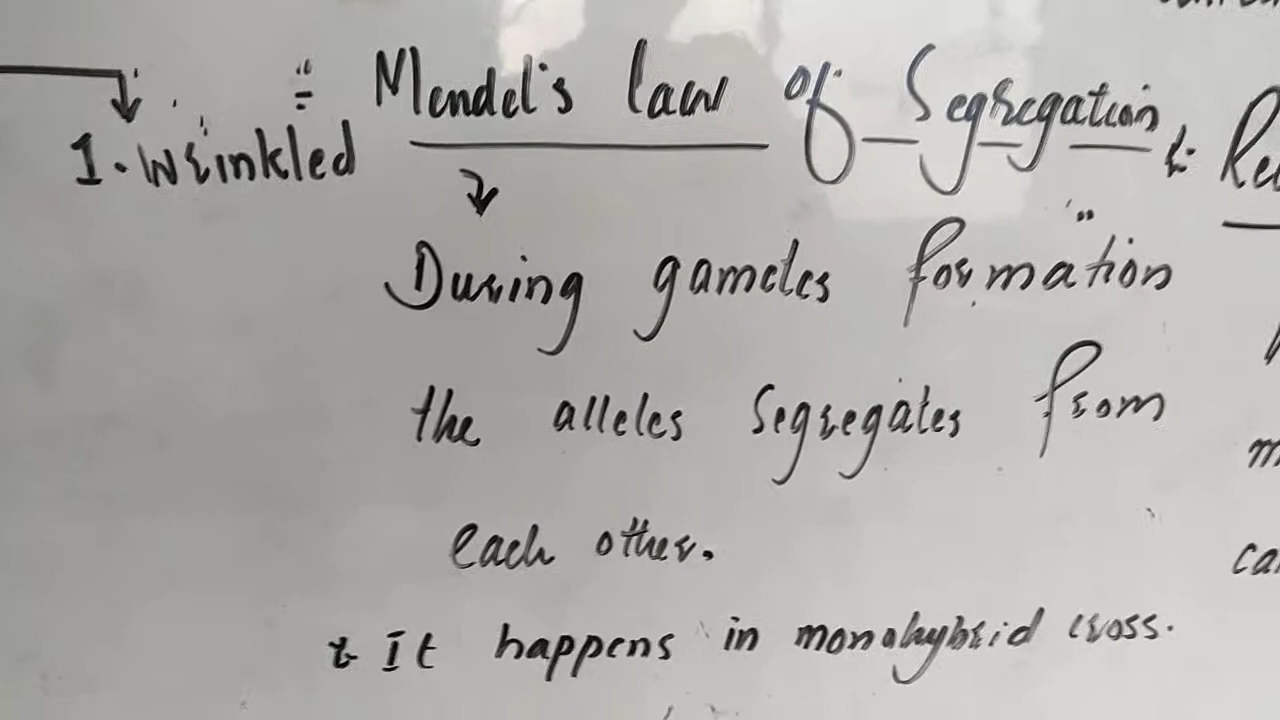 1. wrinkled
Mendel's law of Segregation
During gametes formation
the alleles segregates from
each other.
It happens in monohybrid cross.